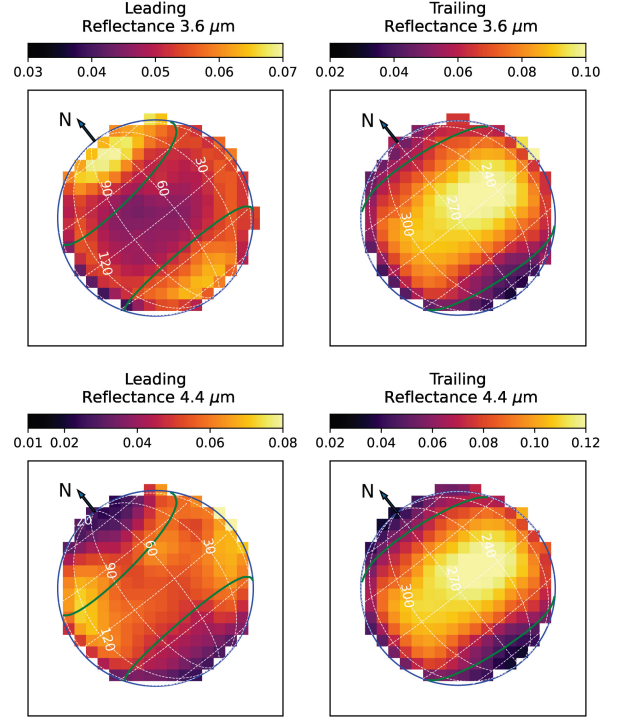 Leading
Reflectance 3.6 μm
0.03 0.04 0.05 0.06 0.07
N
30
60
90
120
Trailing
Reflectance 3.6 μm
0.02 0.04 0.06 0.08 0.10
N
240
270
300
Leading
Reflectance 4.4 μm
0.01 0.02 0.04 0.06 0.08
N
20
30
60
90
120
Trailing
Reflectance 4.4 μm
0.02 0.04 0.06 0.08 0.10 0.12
N
240
270
300